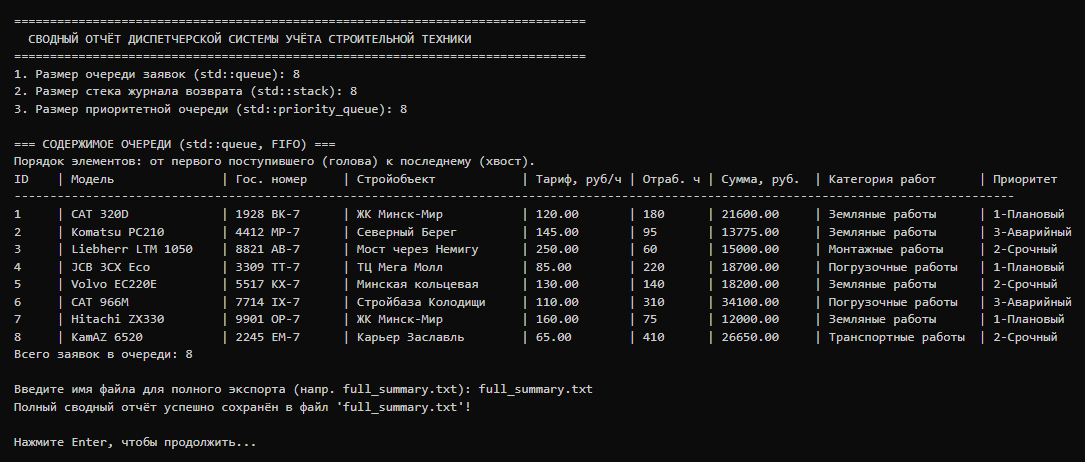 ================================================================================
СВОДНЫЙ ОТЧЁТ ДИСПЕТЧЕРСКОЙ СИСТЕМЫ УЧЁТА СТРОИТЕЛЬНОЙ ТЕХНИКИ
================================================================================
1. Размер очереди заявок (std::queue): 8
2. Размер стека журнала возврата (std::stack): 8
3. Размер приоритетной очереди (std::priority_queue): 8
=== СОДЕРЖИМОЕ ОЧЕРЕДИ (std::queue, FIFO) ===
Порядок элементов: от первого поступившего (голова) к последнему (хвост).
ID | Модель | Гос. номер | Стройобъект | Тариф, руб/ч | Отраб. ч | Сумма, руб. | Категория работ | Приоритет
--------------------------------------------------------------------------------------------------------------------------------------------
1 | CAT 320D | 1928 ВК-7 | ЖК Минск-Мир | 120.00 | 180 | 21600.00 | Земляные работы | 1-Плановый
2 | Komatsu PC210 | 4412 МР-7 | Северный Берег | 145.00 | 95 | 13775.00 | Земляные работы | 3-Аварийный
3 | Liebherr LTM 1050 | 8821 АВ-7 | Мост через Немигу | 250.00 | 60 | 15000.00 | Монтажные работы | 2-Срочный
4 | JCB 3CX Eco | 3309 ТТ-7 | ТЦ Мега Молл | 85.00 | 220 | 18700.00 | Погрузочные работы | 1-Плановый
5 | Volvo EC220E | 5517 КХ-7 | Минская кольцевая | 130.00 | 140 | 18200.00 | Земляные работы | 2-Срочный
6 | CAT 966M | 7714 IX-7 | Стройбаза Колодищи | 110.00 | 310 | 34100.00 | Погрузочные работы | 3-Аварийный
7 | Hitachi ZX330 | 9901 ОР-7 | ЖК Минск-Мир | 160.00 | 75 | 12000.00 | Земляные работы | 1-Плановый
8 | KamAZ 6520 | 2245 ЕМ-7 | Карьер Заславль | 65.00 | 410 | 26650.00 | Транспортные работы | 2-Срочный
Всего заявок в очереди: 8
Введите имя файла для полного экспорта (напр. full_summary.txt): full_summary.txt
Полный сводный отчёт успешно сохранён в файл 'full_summary.txt'!
Нажмите Enter, чтобы продолжить...